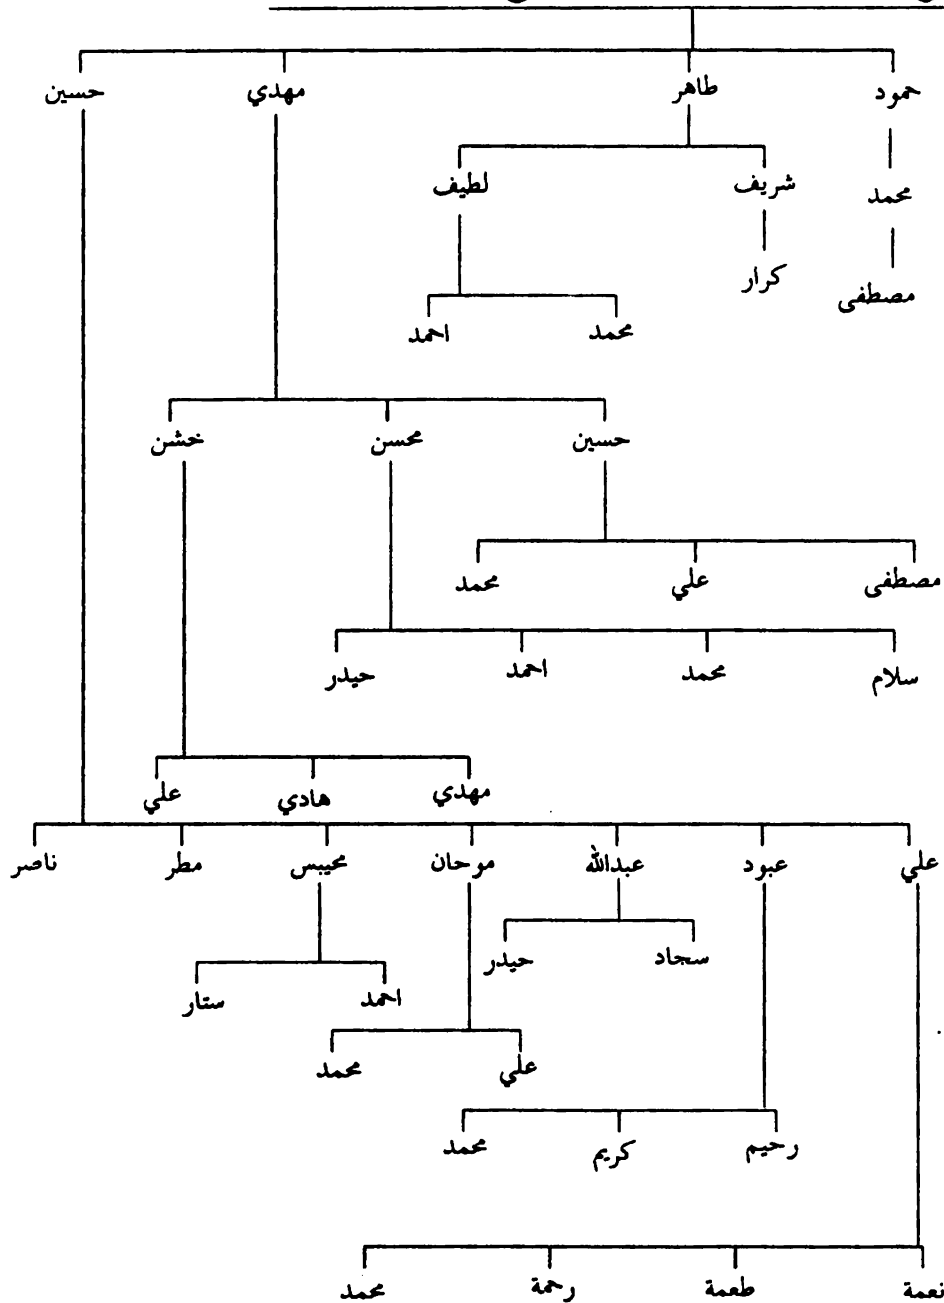 حمود طاهر مهدي حسين
شريف لطيف
محمد
كرار
مصطفى
محمد احمد
حسين محسن خشن
مصطفى علي محمد
سلام محمد احمد حيدر
مهدي هادي علي
علي عبود عبدالله موحان محيبس مطر ناصر
سجاد حيدر
احمد ستار
علي محمد
رحيم كريم محمد
نعمة طعمة رحمة محمد